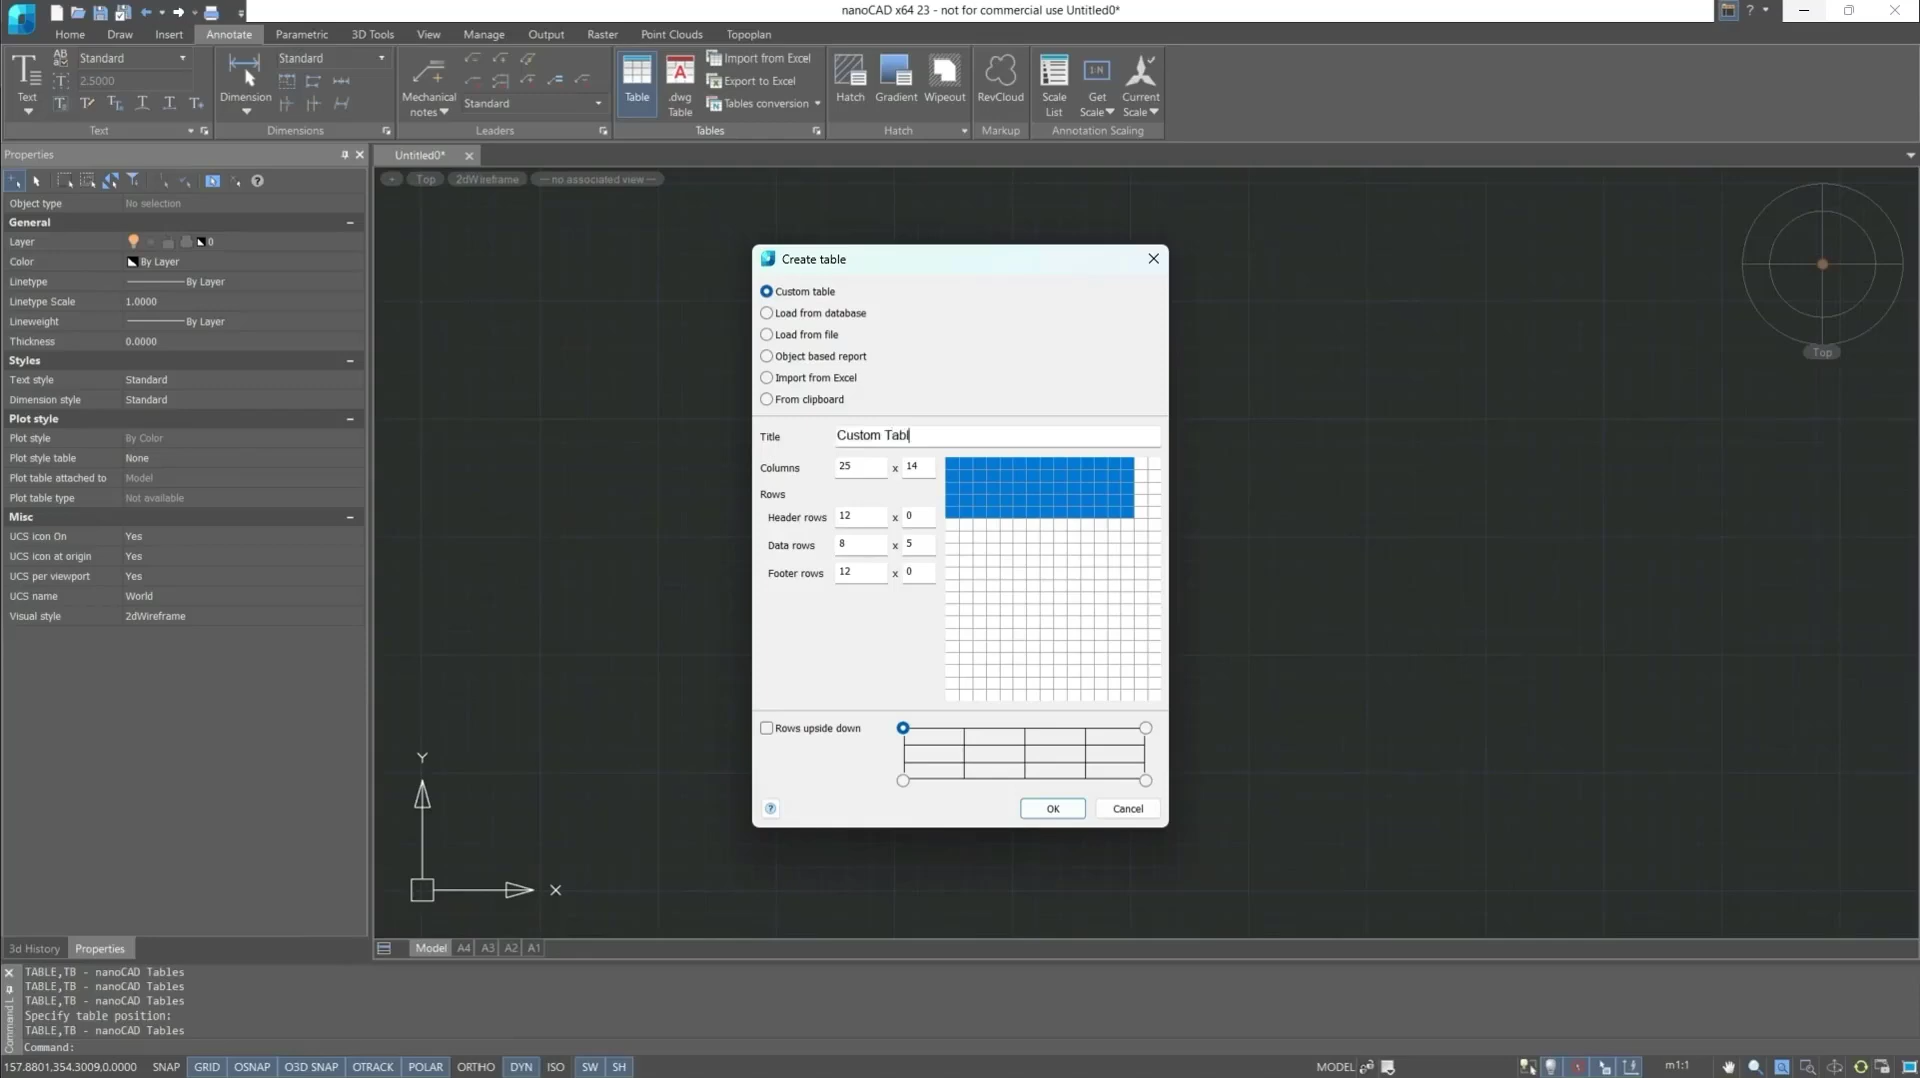 nanoCAD x64 23 - not for commercial use Untitled0*
Home Draw Insert Annotate Parametric 3D Tools View Manage Output Raster Point Clouds Topoplan
Standard
2.5000
Text
Text
Standard
Dimension
Dimensions
Mechanical
notes
Standard
Leaders
Table
.dwg
Table
Import from Excel
Export to Excel
Tables conversion
Tables
Hatch
Gradient
Wipeout
Hatch
RevCloud
Markup
Scale
List
Get
Scale
Current
Scale
Annotation Scaling
Properties
Untitled0*
Top 2dWireframe — no associated view —
Object type No selection
General
Layer 0
Color By Layer
Linetype By Layer
Linetype Scale 1.0000
Lineweight By Layer
Thickness 0.0000
Styles
Text style Standard
Dimension style Standard
Plot style
Plot style By Color
Plot style table None
Plot table attached to Model
Plot table type Not available
Misc
UCS icon On Yes
UCS icon at origin Yes
UCS per viewport Yes
UCS name World
Visual style 2dWireframe
Create table
Custom table
Load from database
Load from file
Object based report
Import from Excel
From clipboard
Title Custom Tabl
Columns 25 x 14
Rows
Header rows 12 x 0
Data rows 8 x 5
Footer rows 12 x 0
Rows upside down
OK Cancel
Top
Y
X
3d History Properties
Model A4 A3 A2 A1
TABLE,TB - nanoCAD Tables
TABLE,TB - nanoCAD Tables
TABLE,TB - nanoCAD Tables
Specify table position:
TABLE,TB - nanoCAD Tables
Command:
Command L
157.8801,354.3009,0.0000 SNAP GRID OSNAP O3D SNAP OTRACK POLAR ORTHO DYN ISO SW SH MODEL m1:1